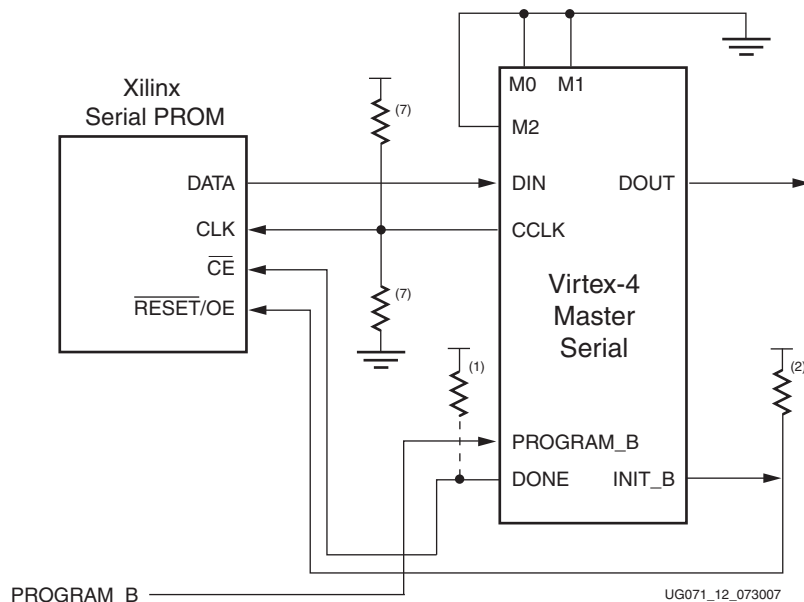 Xilinx
Serial PROM
DATA
CLK
CE
RESET/OE
(7)
(7)
M0 M1
M2
DIN
DOUT
CCLK
Virtex-4
Master
Serial
(1)
(2)
PROGRAM_B
DONE
INIT_B
PROGRAM_B
UG071_12_073007